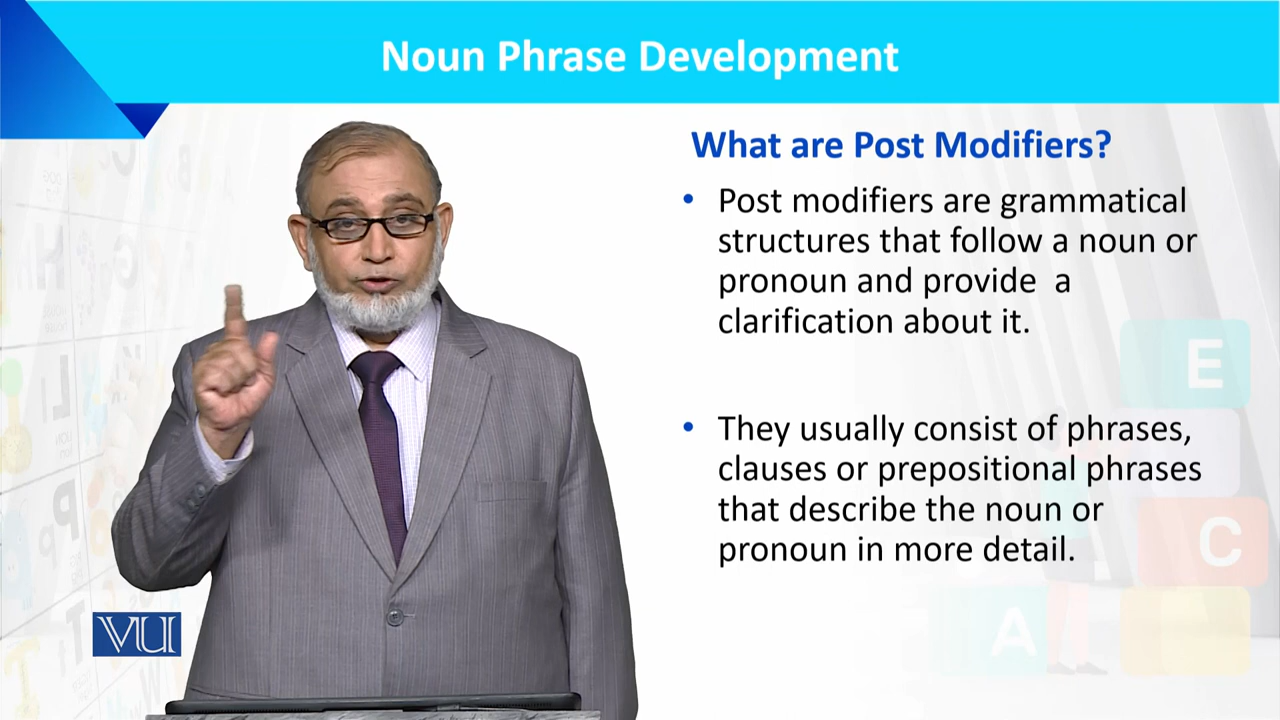 Noun Phrase Development
What are Post Modifiers?
• Post modifiers are grammatical
structures that follow a noun or
pronoun and provide a
clarification about it.
• They usually consist of phrases,
clauses or prepositional phrases
that describe the noun or
pronoun in more detail.
E
C
A
VU